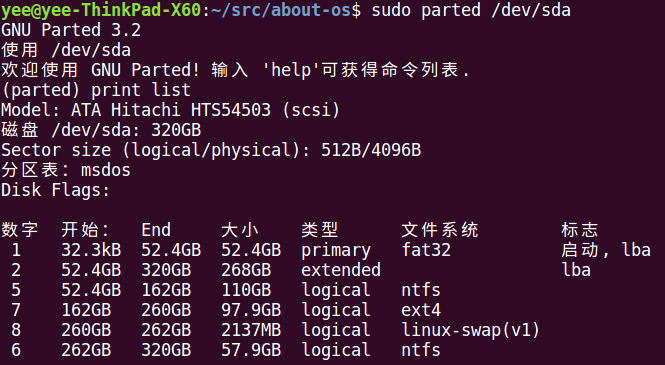 yee@yee-ThinkPad-X60:~/src/about-os$ sudo parted /dev/sda
GNU Parted 3.2
使用 /dev/sda
欢迎使用 GNU Parted! 输入 'help'可获得命令列表.
(parted) print list
Model: ATA Hitachi HTS54503 (scsi)
磁盘 /dev/sda: 320GB
Sector size (logical/physical): 512B/4096B
分区表：msdos
Disk Flags:
数字 开始： End 大小 类型 文件系统 标志
1 32.3kB 52.4GB 52.4GB primary fat32 启动, lba
2 52.4GB 320GB 268GB extended lba
5 52.4GB 162GB 110GB logical ntfs
7 162GB 260GB 97.9GB logical ext4
8 260GB 262GB 2137MB logical linux-swap(v1)
6 262GB 320GB 57.9GB logical ntfs